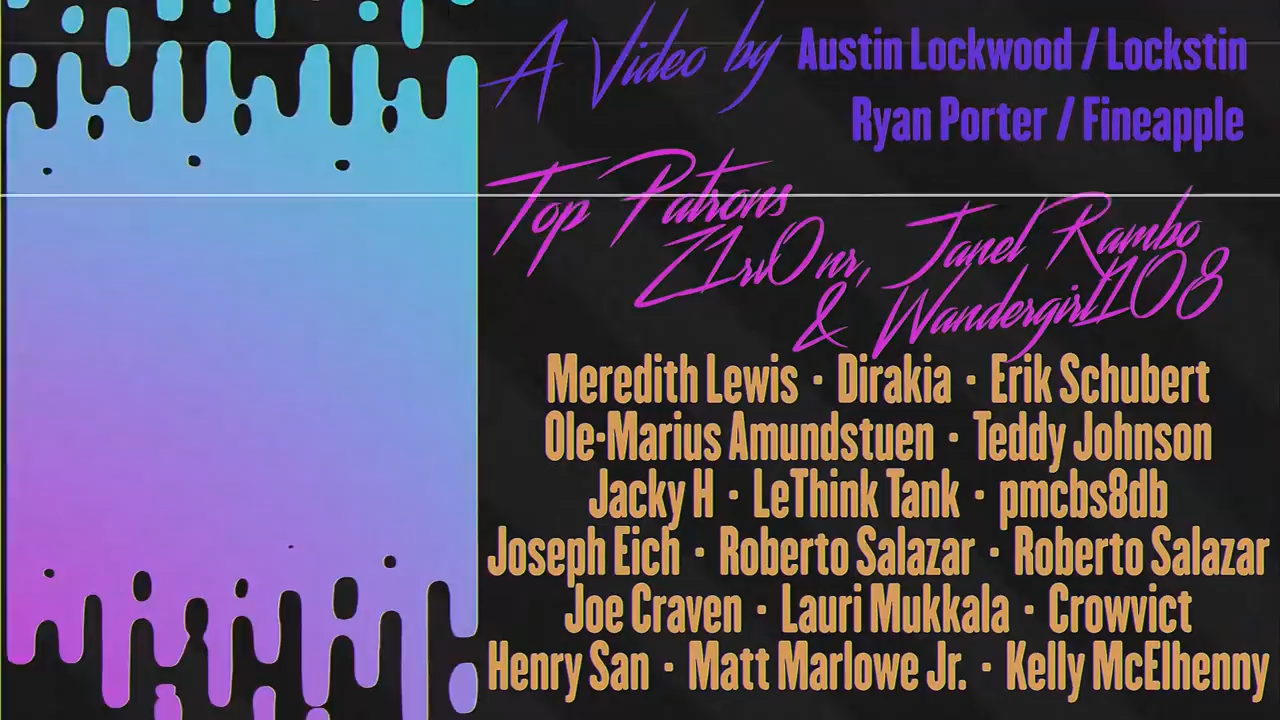 A Video by Austin Lockwood / Lockstin
Ryan Porter / Fineapple
Top Patrons
Z1rr0nr, Janel Rambo
& Wandergirl108
Meredith Lewis · Dirakia · Erik Schubert
Ole-Marius Amundstuen · Teddy Johnson
Jacky H · LeThink Tank · pmcbs8db
Joseph Eich · Roberto Salazar · Roberto Salazar
Joe Craven · Lauri Mukkala · Crowvict
Henry San · Matt Marlowe Jr. · Kelly McElhenny